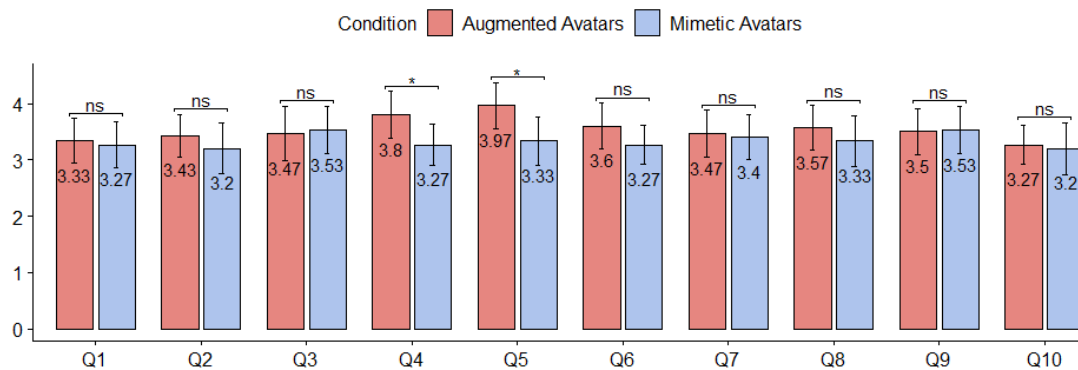 Condition Augmented Avatars Mimetic Avatars
ns ns ns * * ns ns ns ns ns
4
3
2
1
0
3.33 3.27 3.43 3.2 3.47 3.53 3.8 3.27 3.97 3.33 3.6 3.27 3.47 3.4 3.57 3.33 3.5 3.53 3.27 3.2
Q1 Q2 Q3 Q4 Q5 Q6 Q7 Q8 Q9 Q10